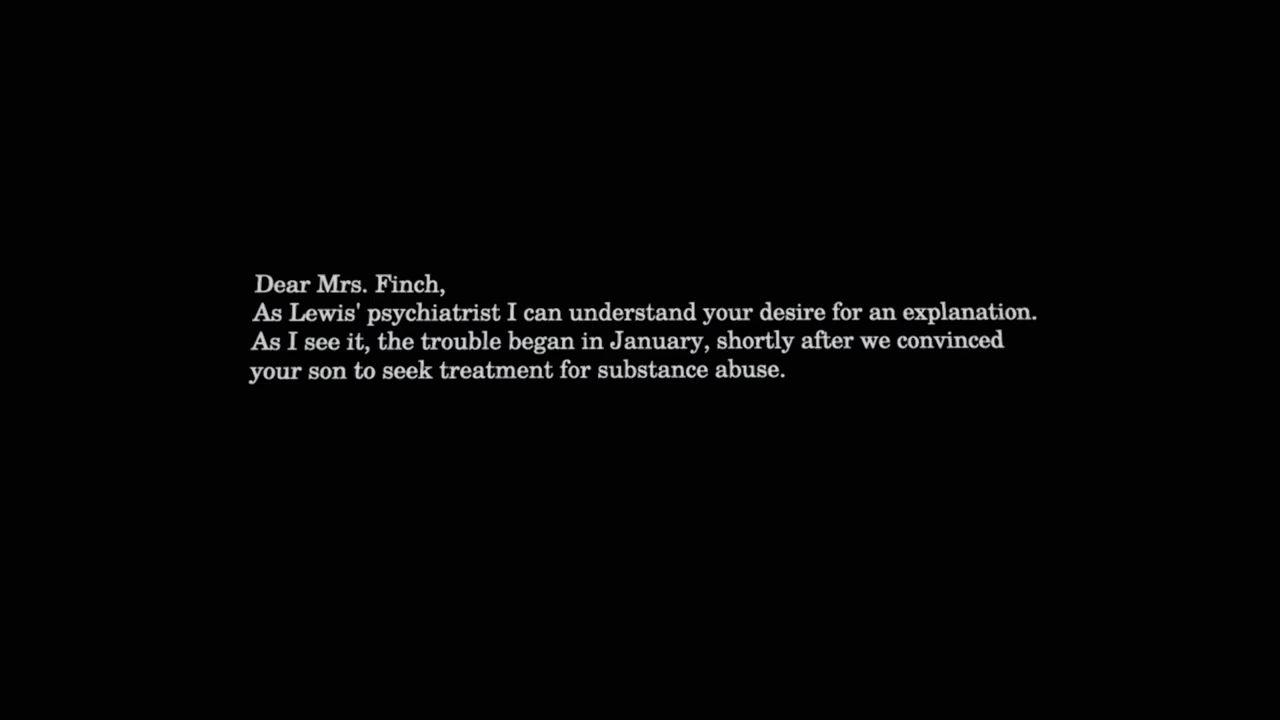 Dear Mrs. Finch,
As Lewis' psychiatrist I can understand your desire for an explanation.
As I see it, the trouble began in January, shortly after we convinced
your son to seek treatment for substance abuse.